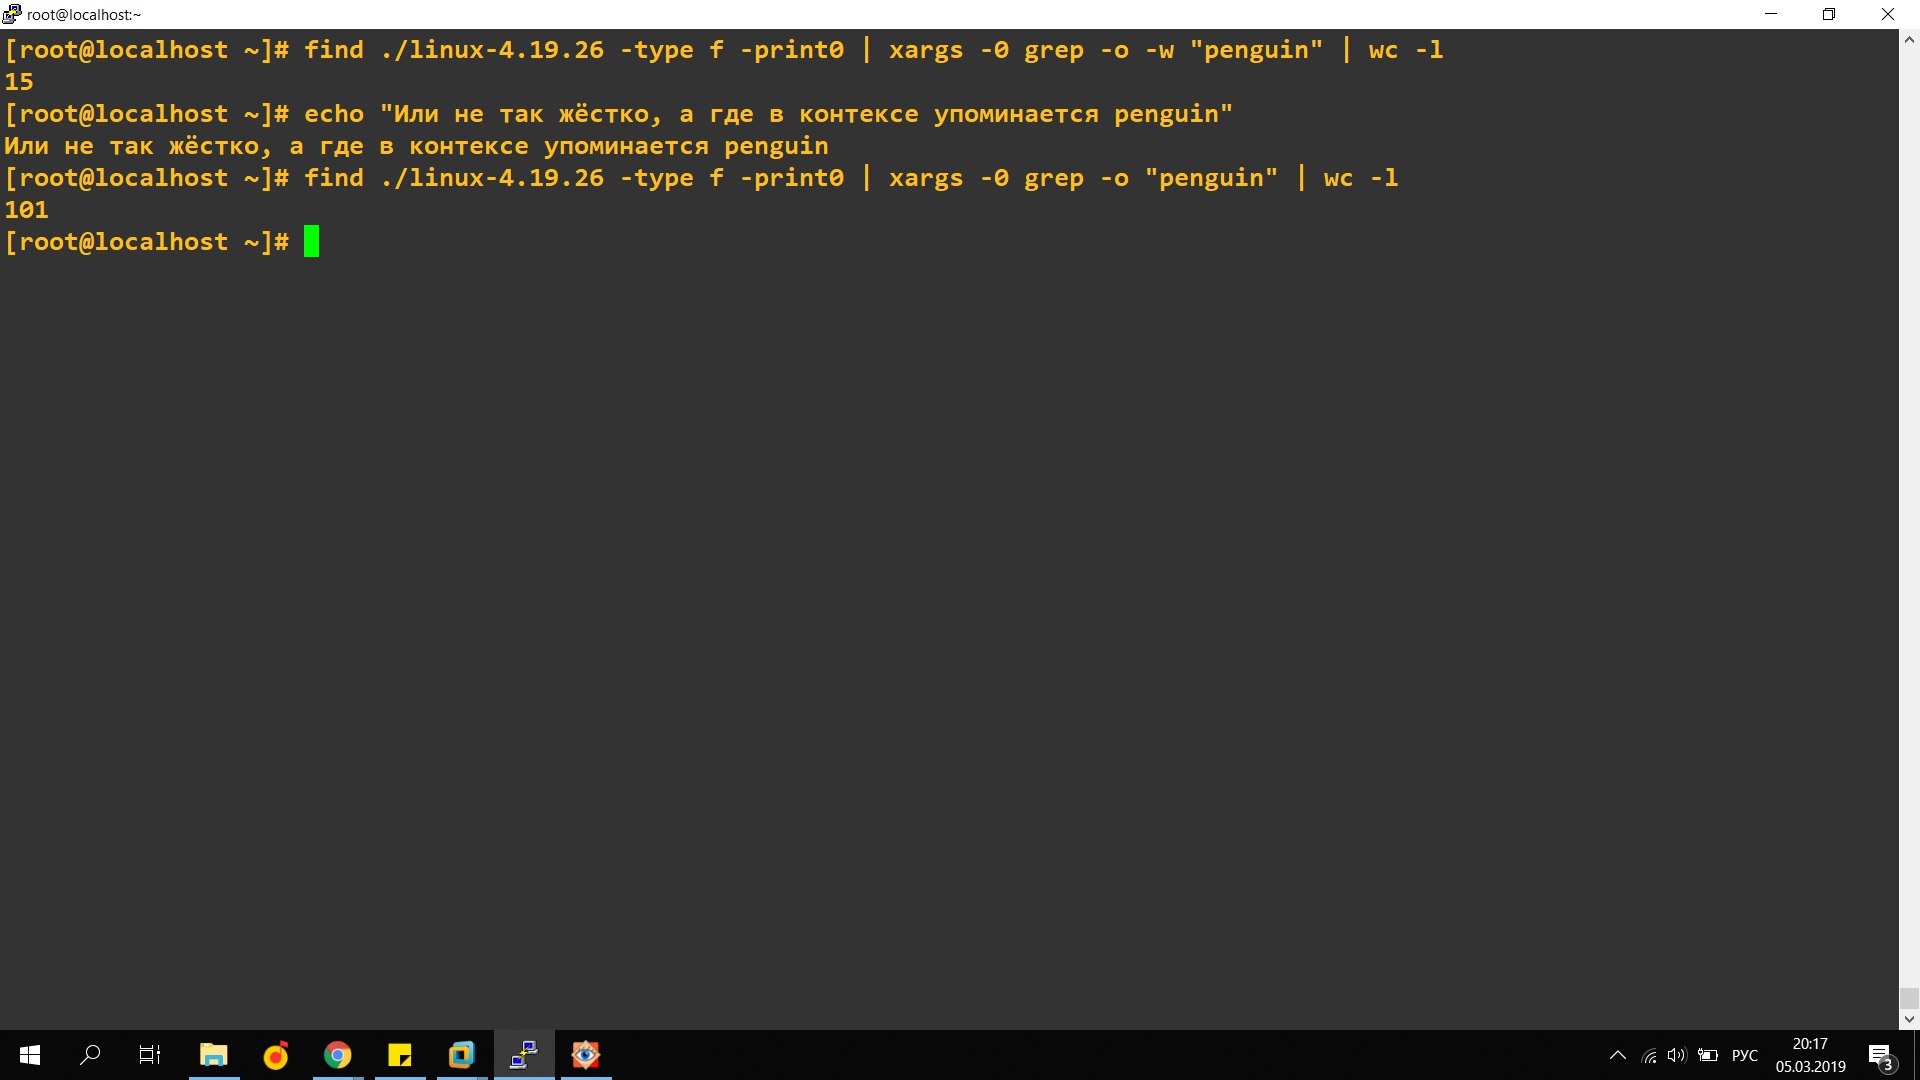 root@localhost:~
[root@localhost ~]# find ./linux-4.19.26 -type f -print0 | xargs -0 grep -o -w "penguin" | wc -l
15
[root@localhost ~]# echo "Или не так жёстко, а где в контексе упоминается penguin"
Или не так жёстко, а где в контексе упоминается penguin
[root@localhost ~]# find ./linux-4.19.26 -type f -print0 | xargs -0 grep -o "penguin" | wc -l
101
[root@localhost ~]#
РУС
20:17
05.03.2019
3